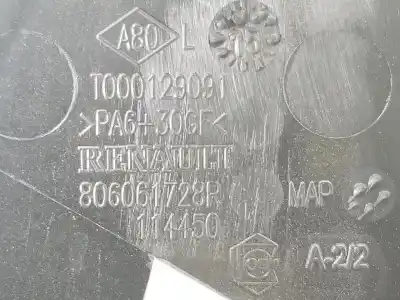 A80 L
T000129091
>PA6+30GF<
RENAULT
806061728R MAP
114450
A-2/2